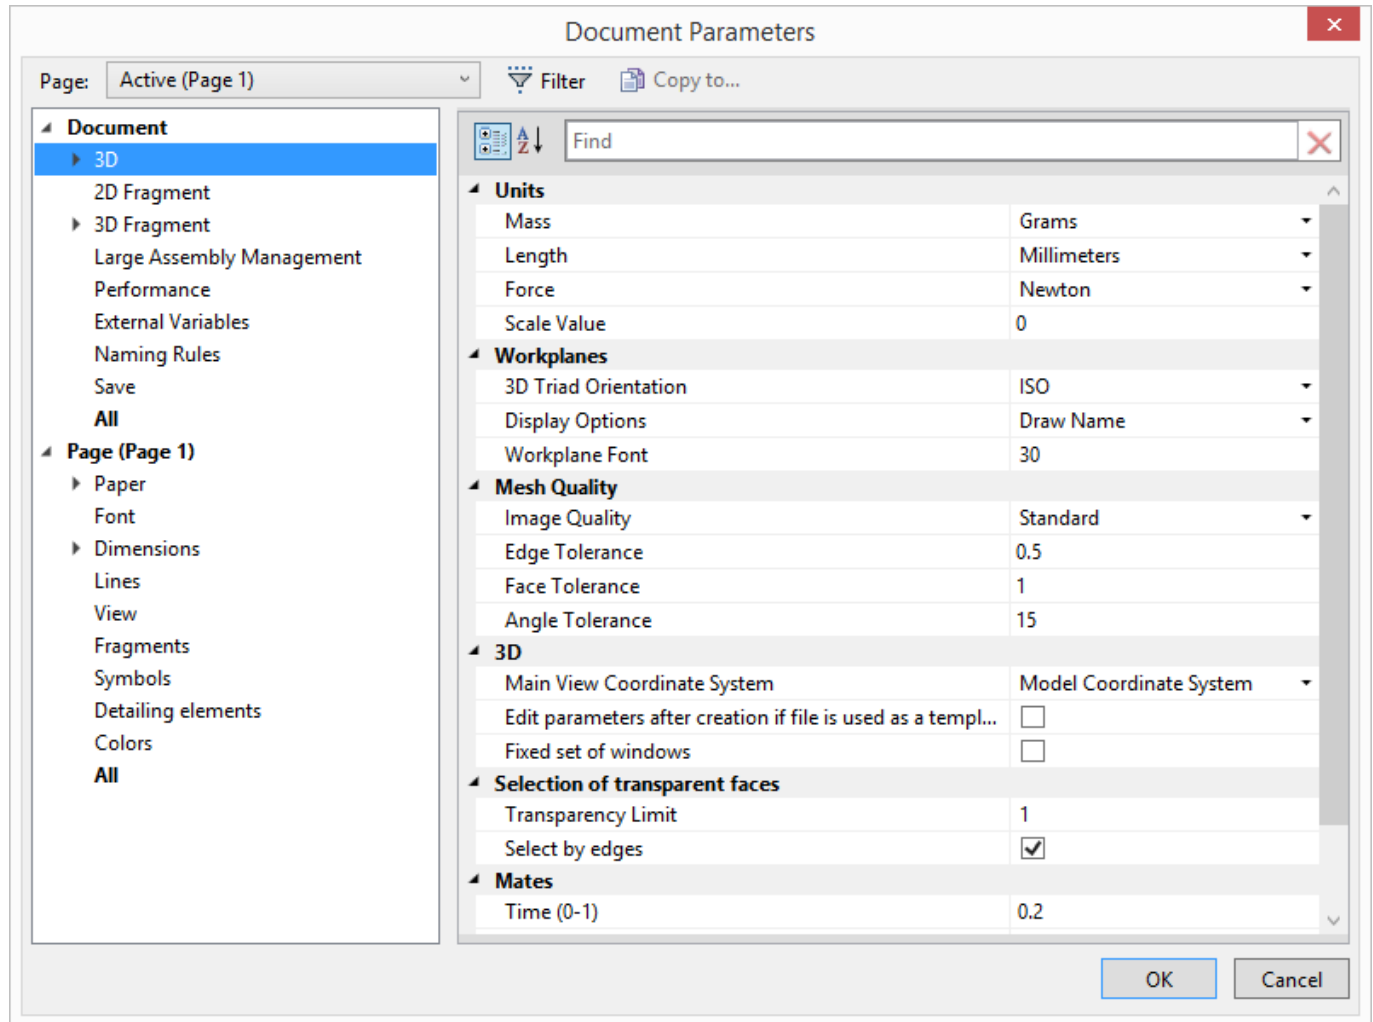 Document Parameters
Page: Active (Page 1) Filter Copy to...
Document
3D
2D Fragment
3D Fragment
Large Assembly Management
Performance
External Variables
Naming Rules
Save
All
Page (Page 1)
Paper
Font
Dimensions
Lines
View
Fragments
Symbols
Detailing elements
Colors
All
A Z Find
Units
Mass Grams
Length Millimeters
Force Newton
Scale Value 0
Workplanes
3D Triad Orientation ISO
Display Options Draw Name
Workplane Font 30
Mesh Quality
Image Quality Standard
Edge Tolerance 0.5
Face Tolerance 1
Angle Tolerance 15
3D
Main View Coordinate System Model Coordinate System
Edit parameters after creation if file is used as a templ...
Fixed set of windows
Selection of transparent faces
Transparency Limit 1
Select by edges
Mates
Time (0-1) 0.2
OK Cancel